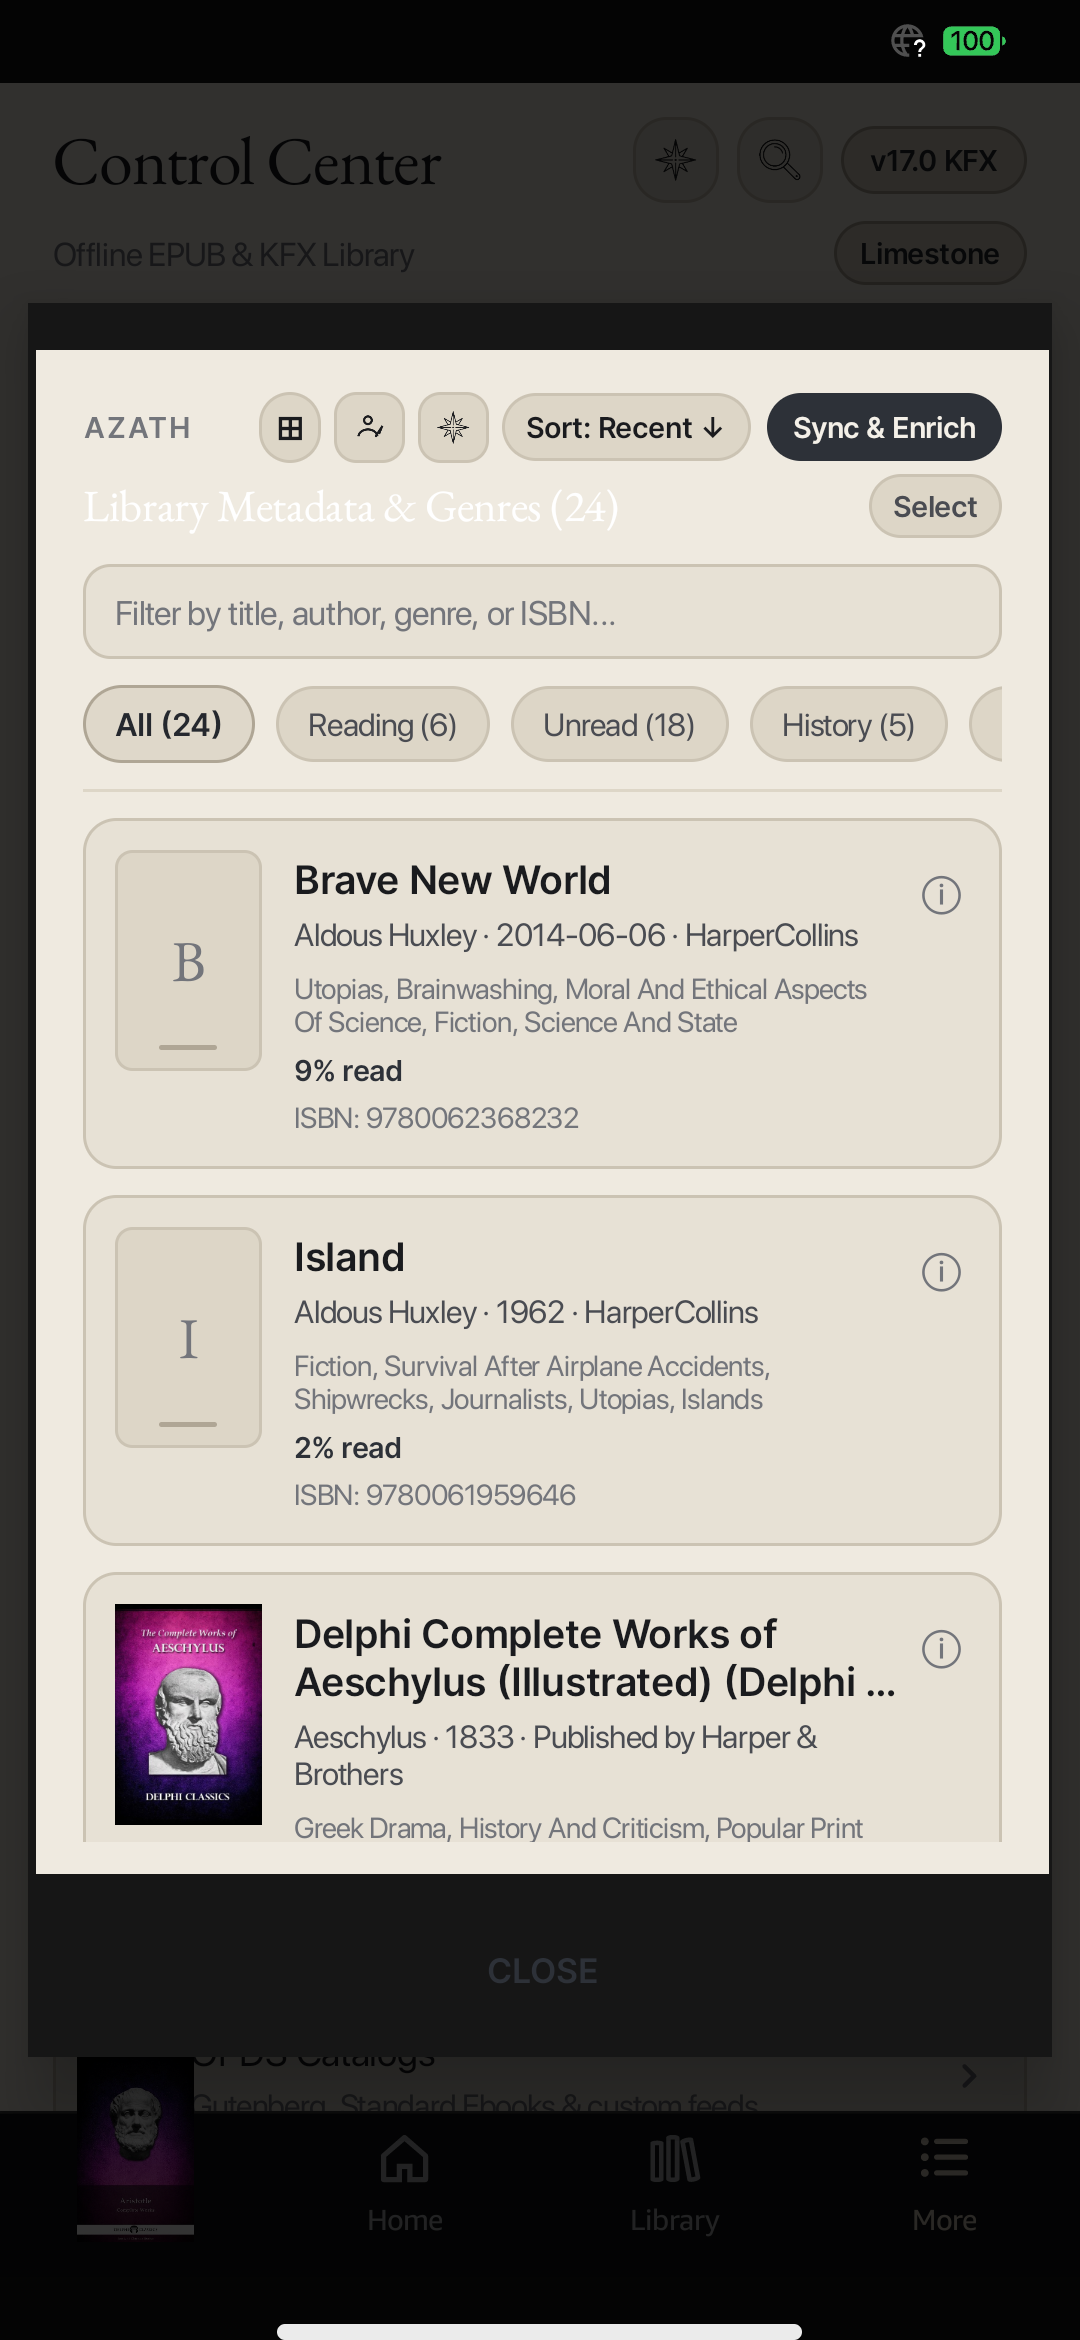 100
Control Center
v17.0 KFX
Offline EPUB & KFX Library
Limestone
AZATH
Sort: Recent ↓
Sync & Enrich
Library Metadata & Genres (24)
Select
Filter by title, author, genre, or ISBN...
All (24)
Reading (6)
Unread (18)
History (5)
B
Brave New World
Aldous Huxley · 2014-06-06 · HarperCollins
Utopias, Brainwashing, Moral And Ethical Aspects
Of Science, Fiction, Science And State
9% read
ISBN: 9780062368232
I
Island
Aldous Huxley · 1962 · HarperCollins
Fiction, Survival After Airplane Accidents,
Shipwrecks, Journalists, Utopias, Islands
2% read
ISBN: 9780061959646
The Complete Works of
AESCHYLUS
DELPHI CLASSICS
Delphi Complete Works of
Aeschylus (Illustrated) (Delphi ...
Aeschylus · 1833 · Published by Harper &
Brothers
Greek Drama, History And Criticism, Popular Print
CLOSE
OPDS Catalogs
Gutenberg, Standard Ebooks & custom feeds
Home
Library
More